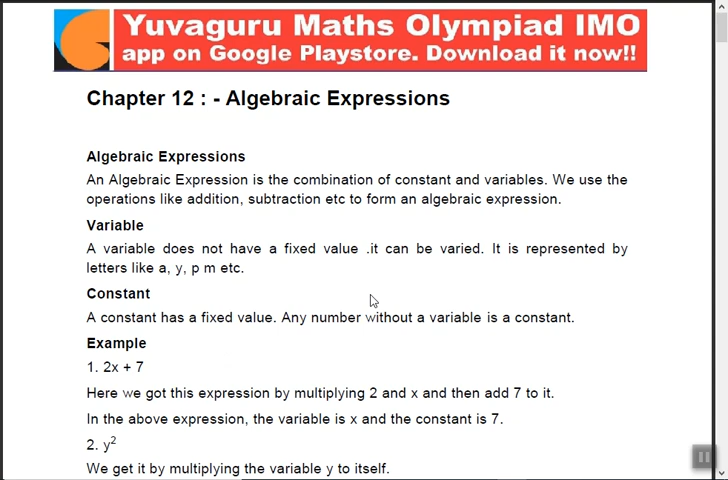 Yuvaguru Maths Olympiad IMO
app on Google Playstore. Download it now!!
Chapter 12 : - Algebraic Expressions
Algebraic Expressions
An Algebraic Expression is the combination of constant and variables. We use the
operations like addition, subtraction etc to form an algebraic expression.
Variable
A variable does not have a fixed value .it can be varied. It is represented by
letters like a, y, p m etc.
Constant
A constant has a fixed value. Any number without a variable is a constant.
Example
1. 2x + 7
Here we got this expression by multiplying 2 and x and then add 7 to it.
In the above expression, the variable is x and the constant is 7.
2. y²
We get it by multiplying the variable y to itself.